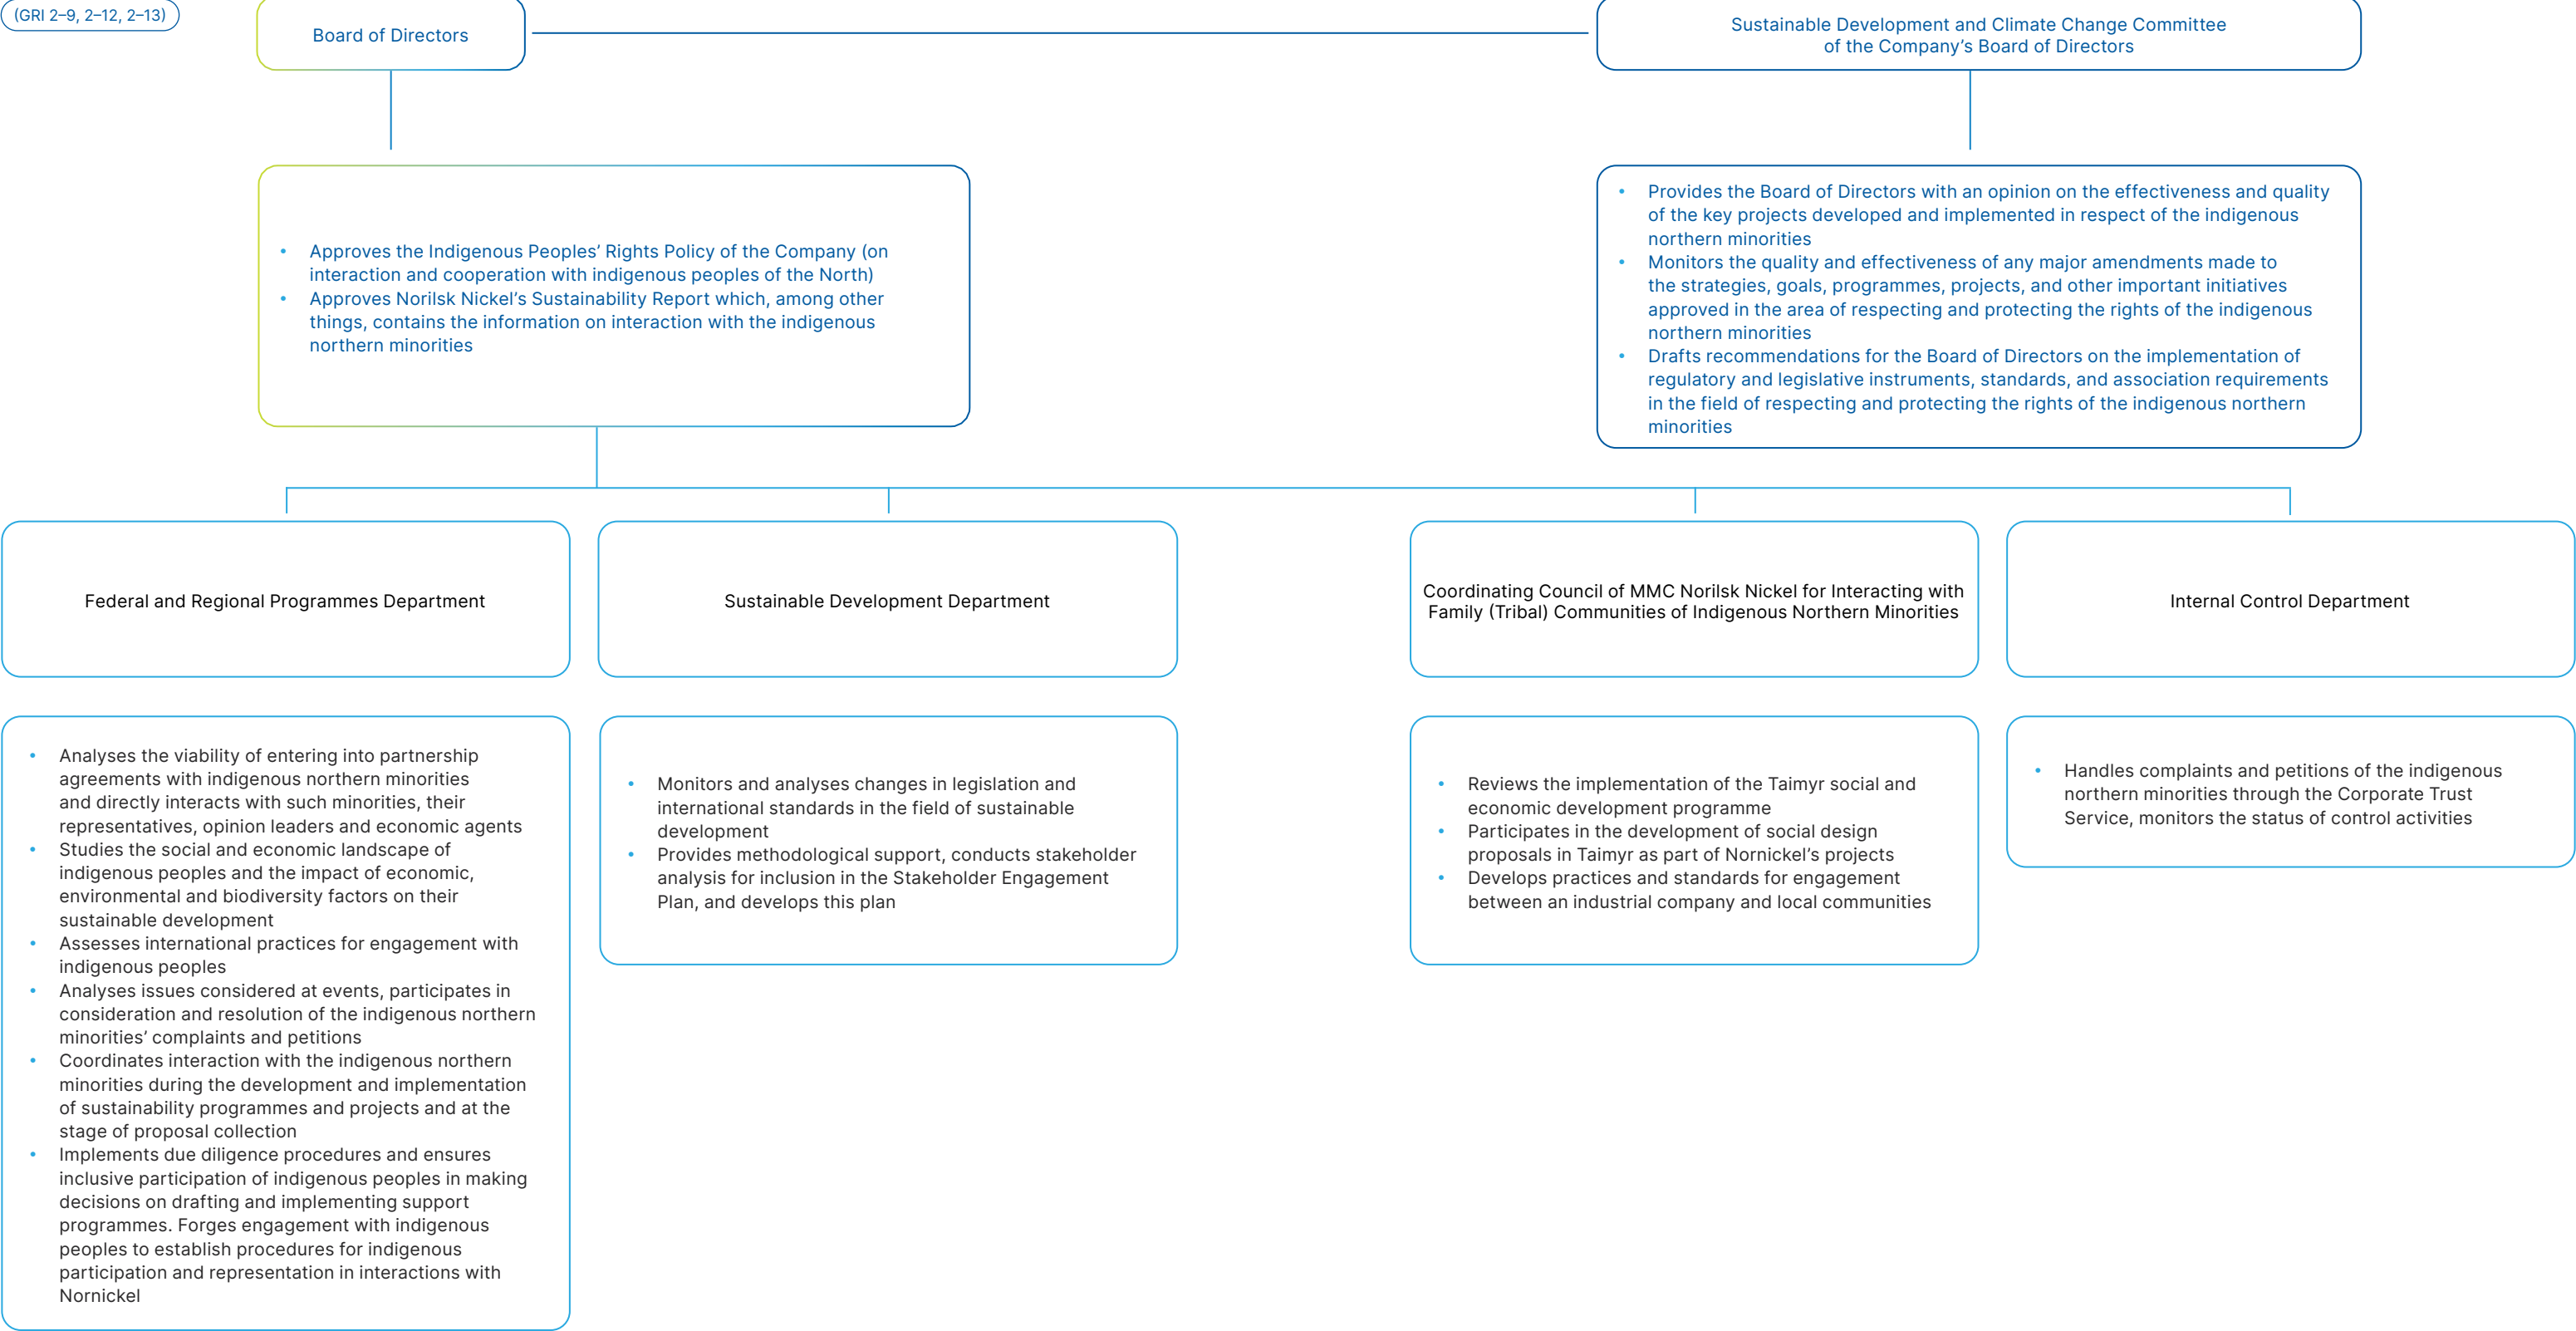 (GRI 2–9, 2–12, 2–13)
Board of Directors
Sustainable Development and Climate Change Committee
of the Company’s Board of Directors
• Approves the Indigenous Peoples’ Rights Policy of the Company (on
interaction and cooperation with indigenous peoples of the North)
• Approves Norilsk Nickel’s Sustainability Report which, among other
things, contains the information on interaction with the indigenous
northern minorities
• Provides the Board of Directors with an opinion on the effectiveness and quality
of the key projects developed and implemented in respect of the indigenous
northern minorities
• Monitors the quality and effectiveness of any major amendments made to
the strategies, goals, programmes, projects, and other important initiatives
approved in the area of respecting and protecting the rights of the indigenous
northern minorities
• Drafts recommendations for the Board of Directors on the implementation of
regulatory and legislative instruments, standards, and association requirements
in the field of respecting and protecting the rights of the indigenous northern
minorities
Federal and Regional Programmes Department
Sustainable Development Department
Coordinating Council of MMC Norilsk Nickel for Interacting with
Family (Tribal) Communities of Indigenous Northern Minorities
Internal Control Department
• Analyses the viability of entering into partnership
agreements with indigenous northern minorities
and directly interacts with such minorities, their
representatives, opinion leaders and economic agents
• Studies the social and economic landscape of
indigenous peoples and the impact of economic,
environmental and biodiversity factors on their
sustainable development
• Assesses international practices for engagement with
indigenous peoples
• Analyses issues considered at events, participates in
consideration and resolution of the indigenous northern
minorities’ complaints and petitions
• Coordinates interaction with the indigenous northern
minorities during the development and implementation
of sustainability programmes and projects and at the
stage of proposal collection
• Implements due diligence procedures and ensures
inclusive participation of indigenous peoples in making
decisions on drafting and implementing support
programmes. Forges engagement with indigenous
peoples to establish procedures for indigenous
participation and representation in interactions with
Nornickel
• Monitors and analyses changes in legislation and
international standards in the field of sustainable
development
• Provides methodological support, conducts stakeholder
analysis for inclusion in the Stakeholder Engagement
Plan, and develops this plan
• Reviews the implementation of the Taimyr social and
economic development programme
• Participates in the development of social design
proposals in Taimyr as part of Nornickel’s projects
• Develops practices and standards for engagement
between an industrial company and local communities
• Handles complaints and petitions of the indigenous
northern minorities through the Corporate Trust
Service, monitors the status of control activities